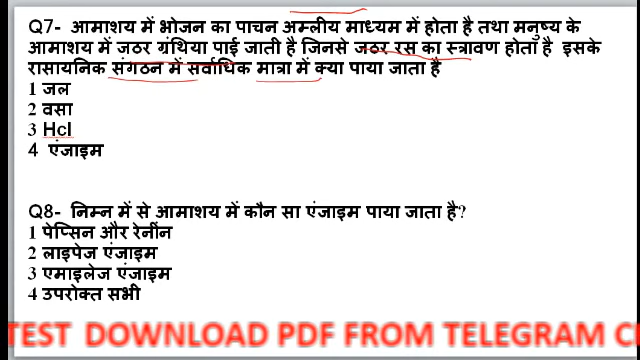 Q7- आमाशय में भोजन का पाचन अम्लीय माध्यम में होता है तथा मनुष्य के
आमाशय में जठर ग्रंथिया पाई जाती है जिनसे जठर रस का स्त्रावण होता है इसके
रासायनिक संगठन में सर्वाधिक मात्रा में क्या पाया जाता है
1 जल
2 वसा
3 Hcl
4 एंजाइम
Q8- निम्न में से आमाशय में कौन सा एंजाइम पाया जाता है?
1 पेप्सिन और रेनीन
2 लाइपेज एंजाइम
3 एमाइलेज एंजाइम
4 उपरोक्त सभी
TEST DOWNLOAD PDF FROM TELEGRAM